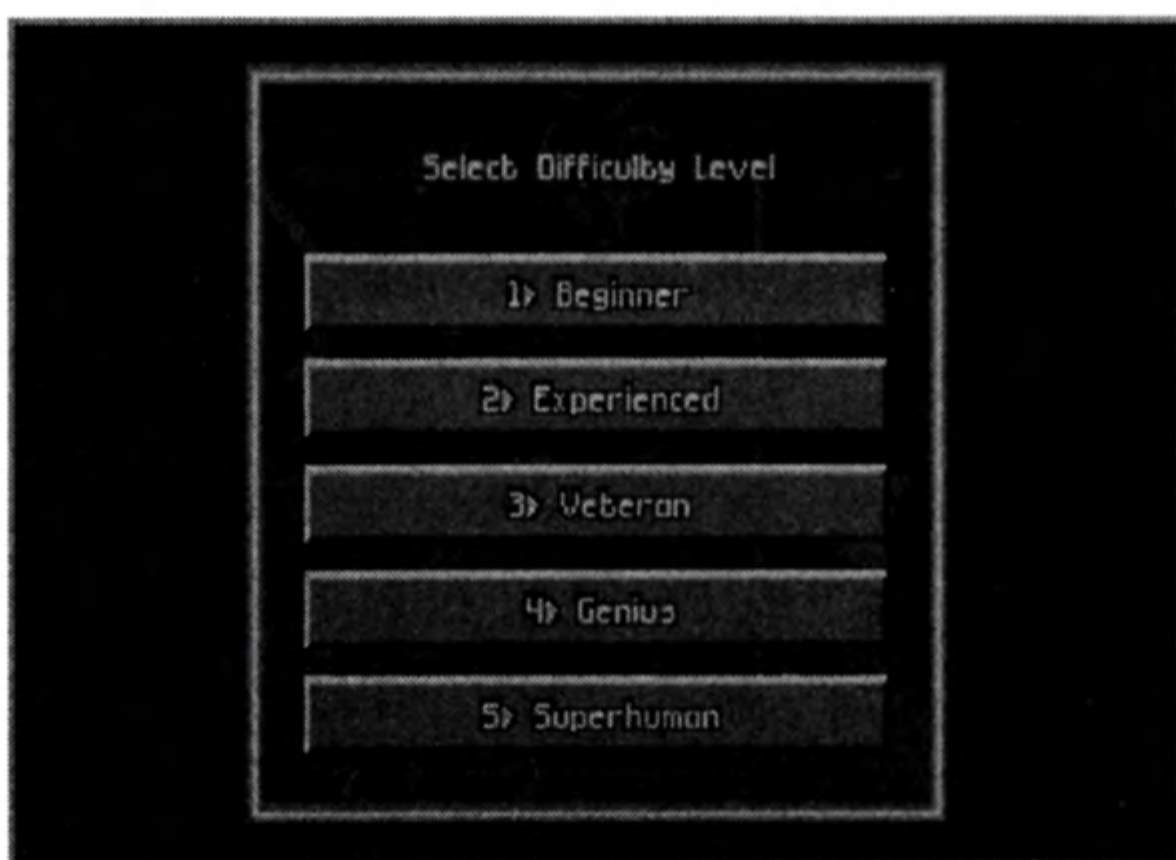 Select Difficulty Level
1> Beginner
2> Experienced
3> Veteran
4> Genius
5> Superhuman